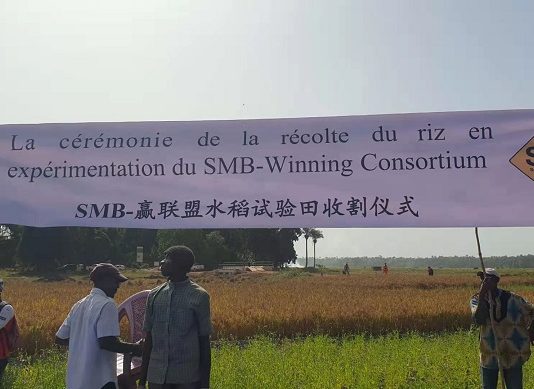 La cérémonie de la récolte du riz en
expérimentation du SMB-Winning Consortium
SMB-赢联盟水稻试验田收割仪式